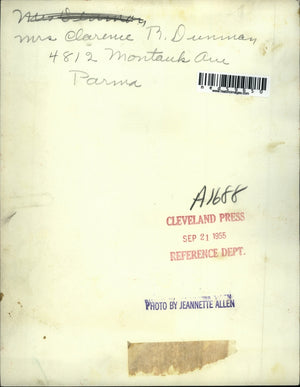 Mrs Clarence R. Dunman
4812 Montauk Ave
Parma
A1688
CLEVELAND PRESS
SEP 21 1955
REFERENCE DEPT.
PHOTO BY JEANNETTE ALLEN